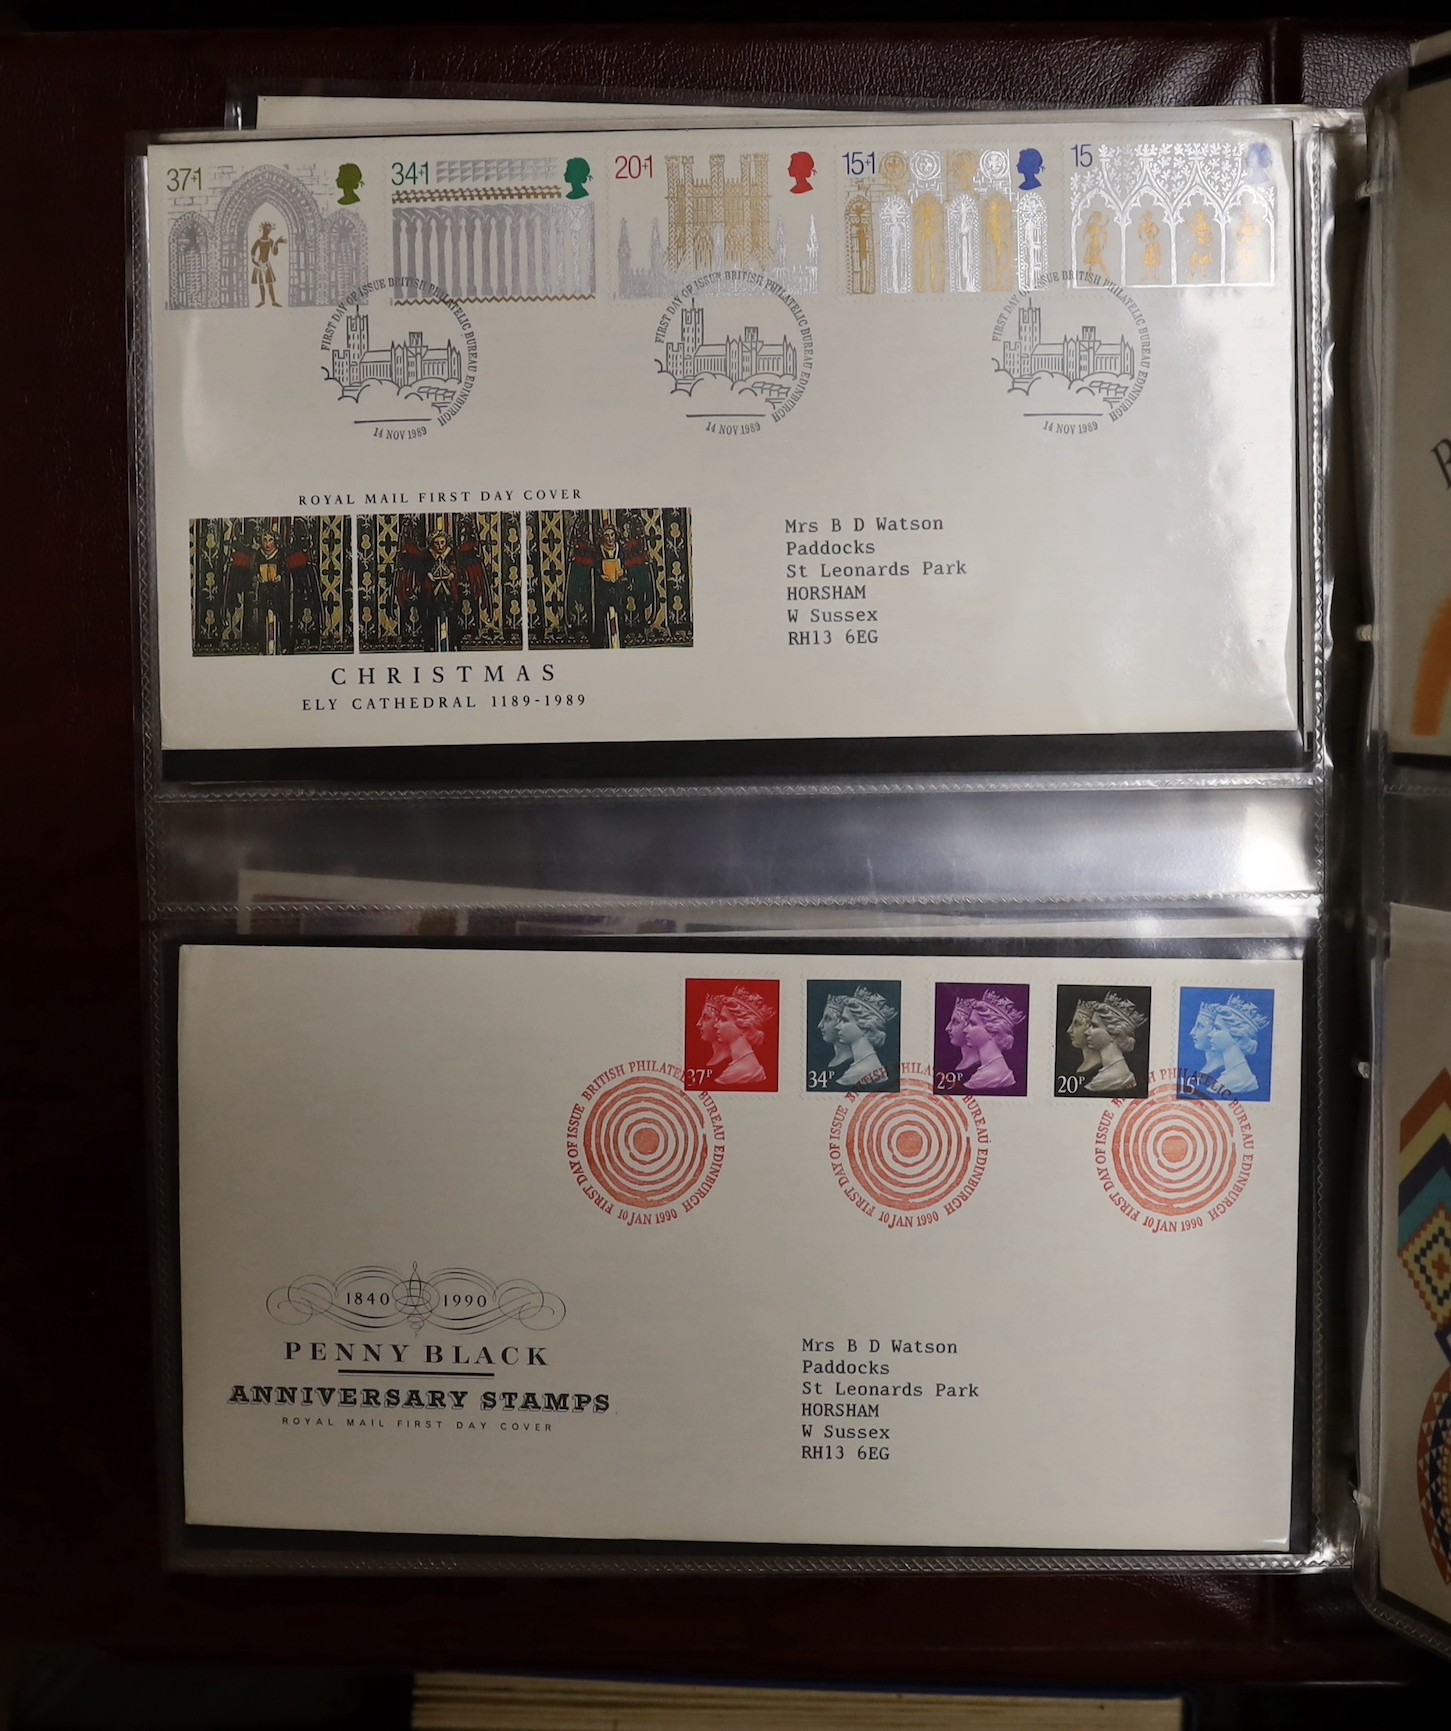 37+1 34+1 20+1 15+1 15
FIRST DAY OF ISSUE BRITISH PHILATELIC BUREAU EDINBURGH
14 NOV 1989
FIRST DAY OF ISSUE BRITISH PHILATELIC BUREAU EDINBURGH
14 NOV 1989
FIRST DAY OF ISSUE BRITISH PHILATELIC BUREAU EDINBURGH
14 NOV 1989
ROYAL MAIL FIRST DAY COVER
CHRISTMAS
ELY CATHEDRAL 1189-1989
Mrs B D Watson
Paddocks
St Leonards Park
HORSHAM
W Sussex
RH13 6EG
37P 34P 29P 20P 15P
FIRST DAY OF ISSUE BRITISH PHILATELIC BUREAU EDINBURGH
10 JAN 1990
FIRST DAY OF ISSUE BRITISH PHILATELIC BUREAU EDINBURGH
10 JAN 1990
FIRST DAY OF ISSUE BRITISH PHILATELIC BUREAU EDINBURGH
10 JAN 1990
1840 1990
PENNY BLACK
ANNIVERSARY STAMPS
ROYAL MAIL FIRST DAY COVER
Mrs B D Watson
Paddocks
St Leonards Park
HORSHAM
W Sussex
RH13 6EG